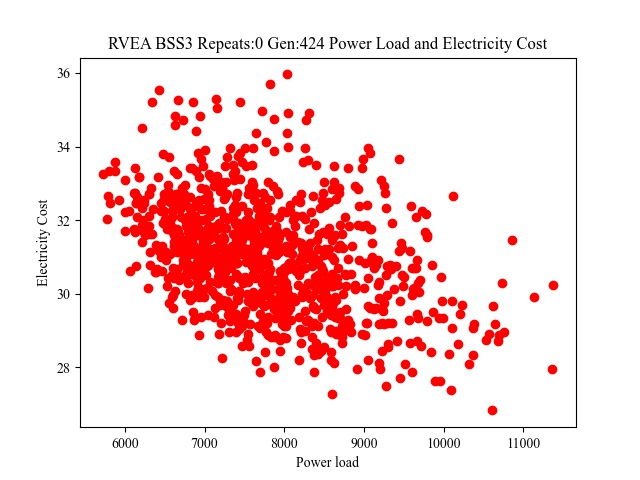 RVEA BSS3 Repeats:0 Gen:424 Power Load and Electricity Cost
36
34
32
30
28
Electricity Cost
6000 7000 8000 9000 10000 11000
Power load